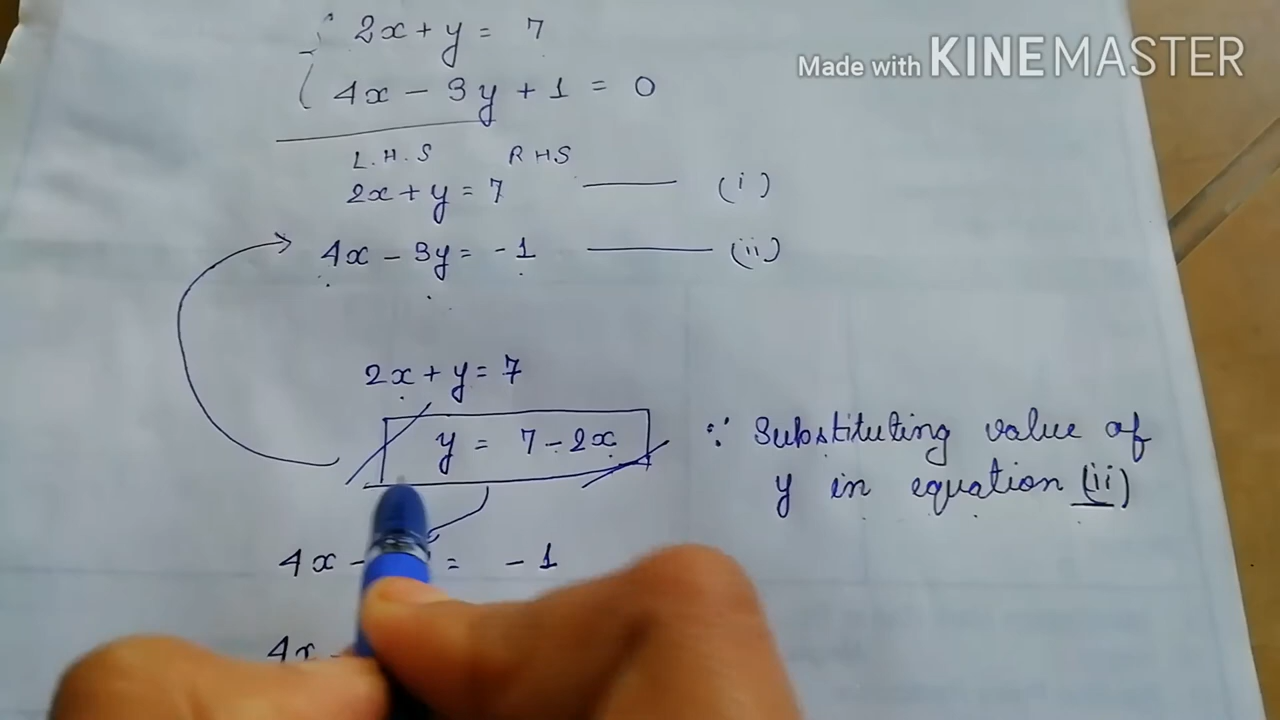 2x + y = 7
Made with KINEMASTER
4x - 3y + 1 = 0
L.H.S RHS
2x + y = 7 (i)
4x - 3y = -1 (ii)
2x + y = 7
y = 7 - 2x
∵ Substituting value of
y in equation (ii)
4x - = - 1
4x -